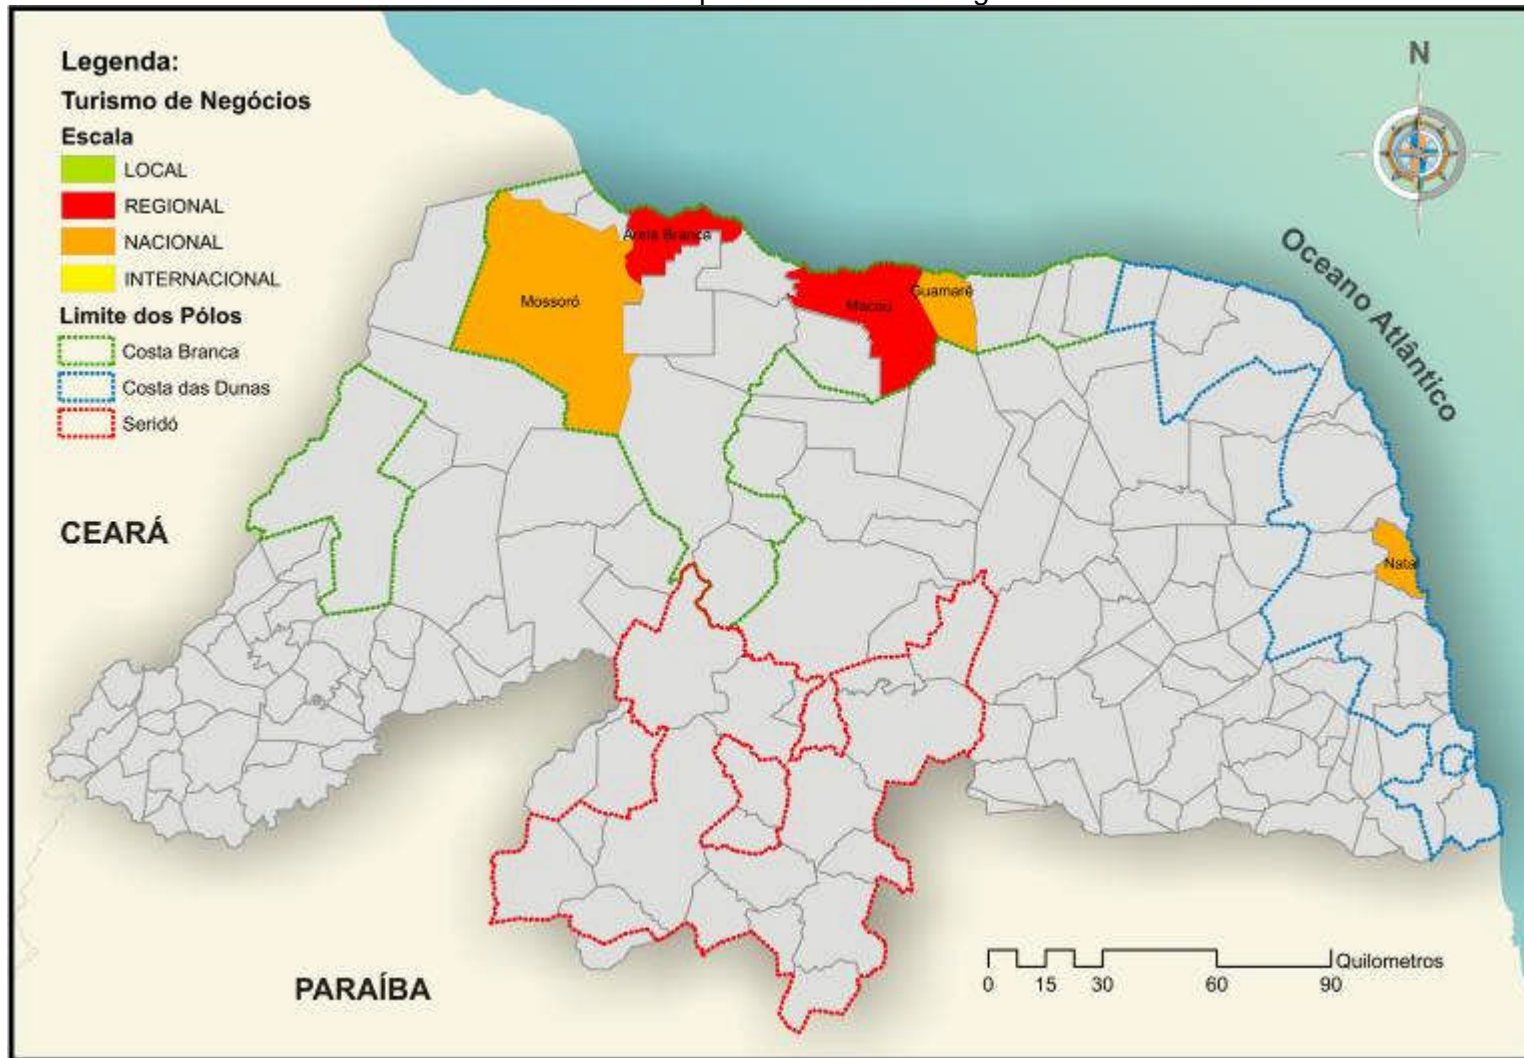 Legenda:
Turismo de Negócios
Escala
LOCAL
REGIONAL
NACIONAL
INTERNACIONAL
Limite dos Pólos
Costa Branca
Costa das Dunas
Seridó
N
Oceano Atlântico
Areia Branca
Mossoró
Macau
Guamaré
Natal
CEARÁ
PARAÍBA
Quilometros
0 15 30 60 90